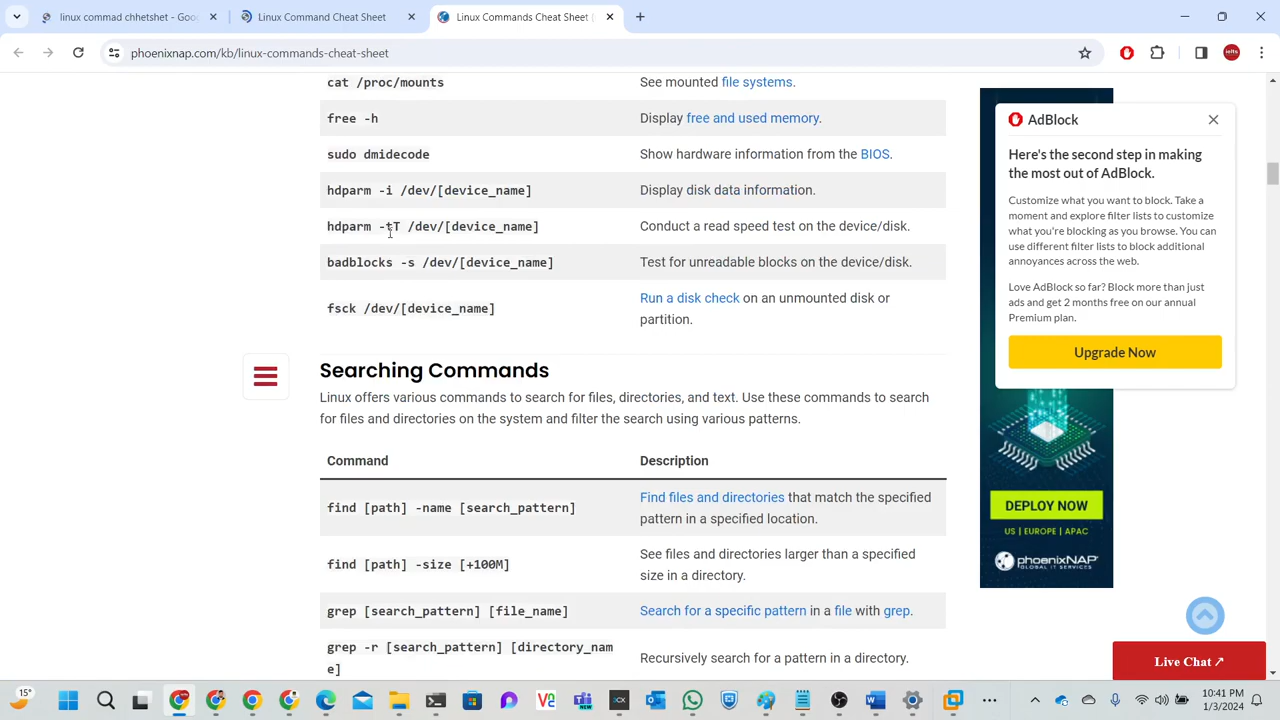 linux command chhetshet - Goo
Linux Commands Cheat Sheet
Linux Commands Cheat Sheet (
phoenixnap.com/kb/linux-commands-cheat-sheet
cat /proc/mounts
See mounted file systems.
free -h
Display free and used memory.
sudo dmidecode
Show hardware information from the BIOS.
hdparm -i /dev/[device_name]
Display disk data information.
hdparm -tT /dev/[device_name]
Conduct a read speed test on the device/disk.
badblocks -s /dev/[device_name]
Test for unreadable blocks on the device/disk.
fsck /dev/[device_name]
Run a disk check on an unmounted disk or
partition.
Searching Commands
Linux offers various commands to search for files, directories, and text. Use these commands to search
for files and directories on the system and filter the search using various patterns.
Command
Description
find [path] -name [search_pattern]
Find files and directories that match the specified
pattern in a specified location.
find [path] -size [+100M]
See files and directories larger than a specified
size in a directory.
grep [search_pattern] [file_name]
Search for a specific pattern in a file with grep.
grep -r [search_pattern] [directory_nam
e]
Recursively search for a pattern in a directory.
AdBlock
Here's the second step in making
the most out of AdBlock.
Customize what you want to block. Take a
moment and explore filter lists to customize
what you're blocking as you browse. You can
use different filter lists to block additional
annoyances across the web.
Love AdBlock so far? Block more than just
ads and get 2 months free on our annual
Premium plan.
Upgrade Now
DEPLOY NOW
US | EUROPE | APAC
phoenixNAP
GLOBAL IT SERVICES
Live Chat
15°
10:41 PM
1/3/2024